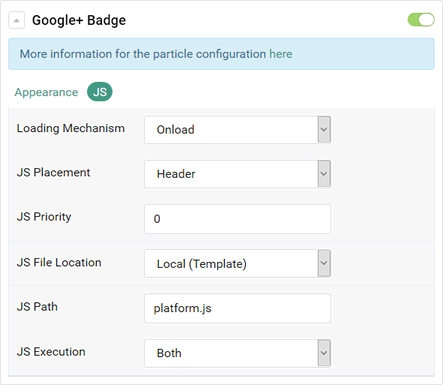 Google+ Badge
More information for the particle configuration here
Appearance JS
Loading Mechanism Onload
JS Placement Header
JS Priority 0
JS File Location Local (Template)
JS Path platform.js
JS Execution Both